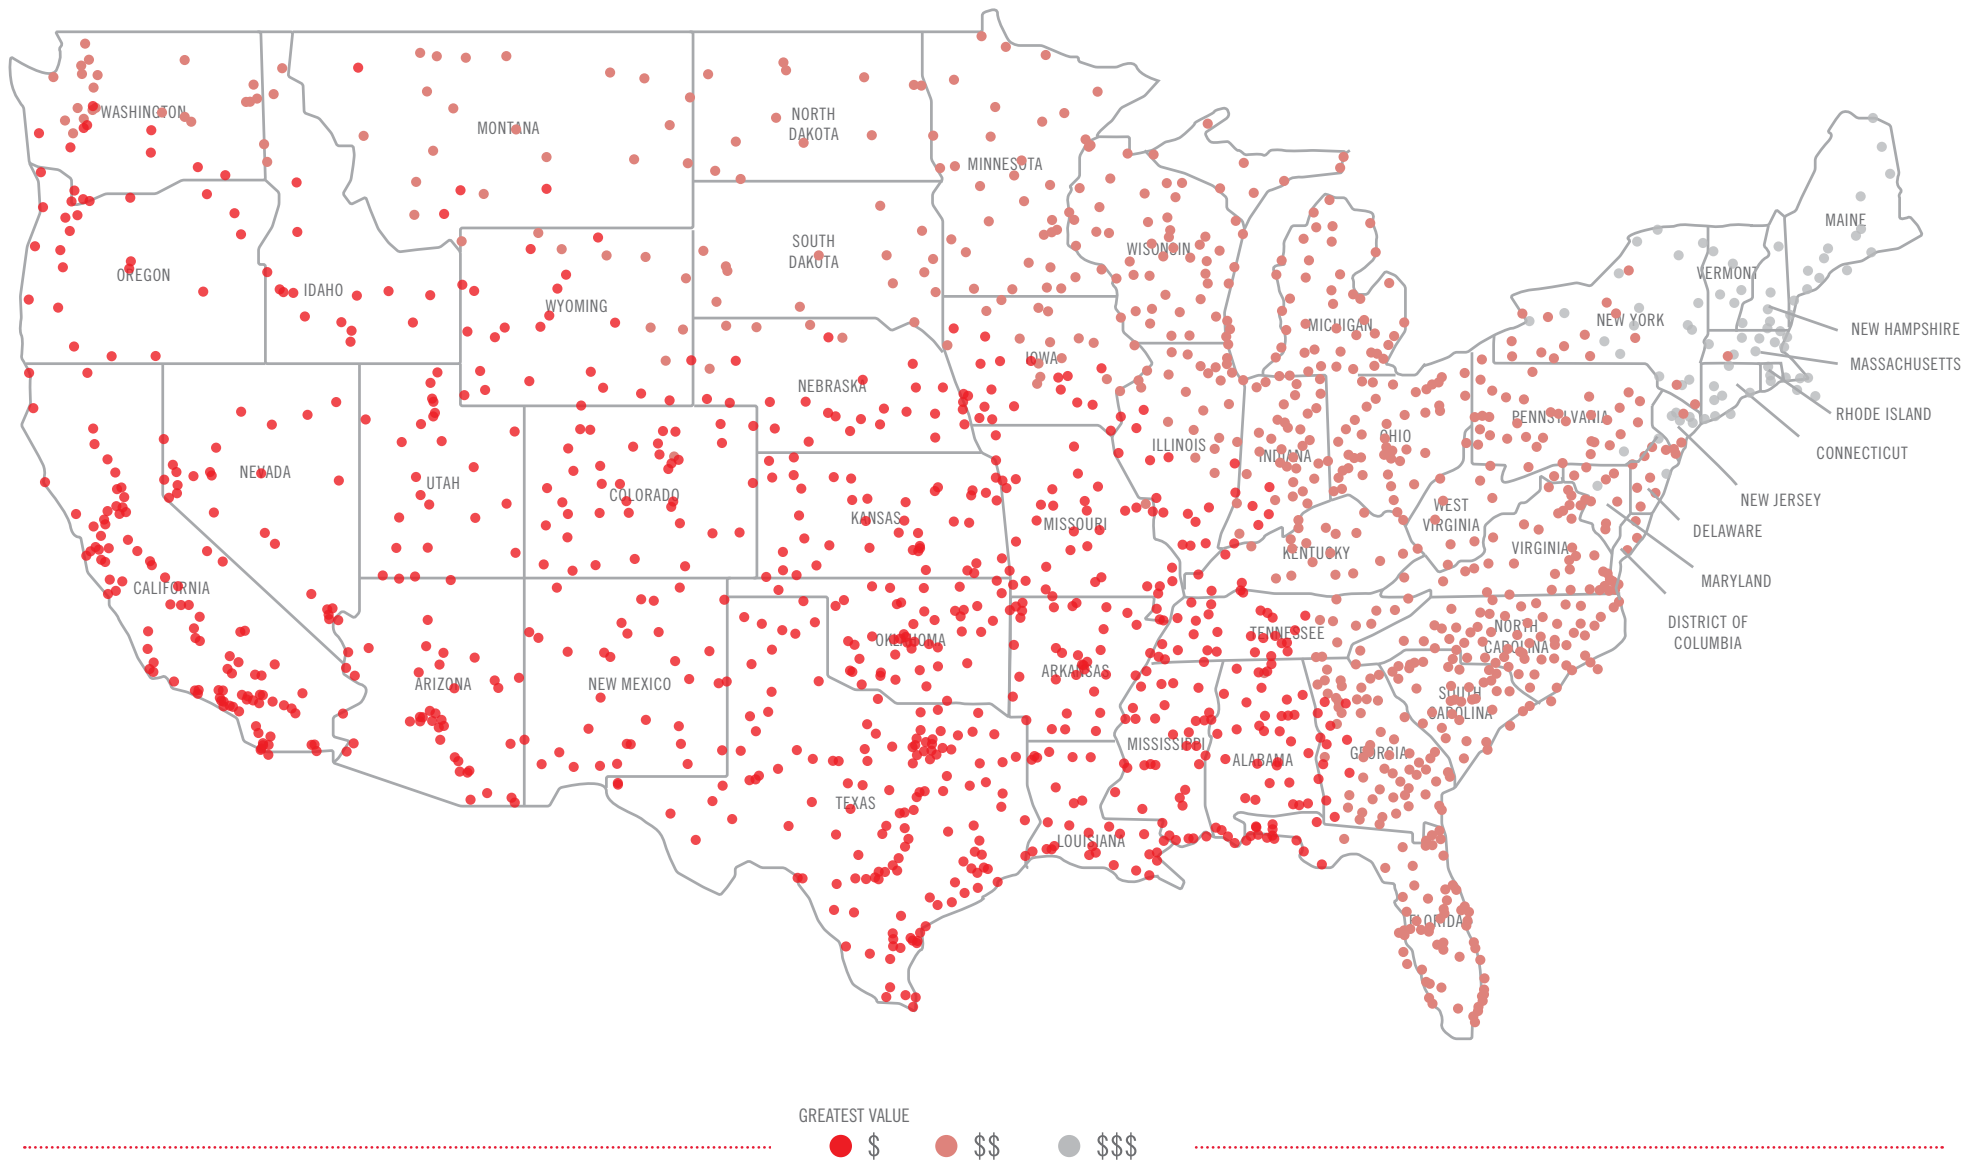 WASHINGTON
MONTANA
NORTH
DAKOTA
MINNESOTA
MAINE
OREGON
IDAHO
WYOMING
SOUTH
DAKOTA
WISCONSIN
MICHIGAN
NEW YORK
VERMONT
NEW HAMPSHIRE
MASSACHUSETTS
RHODE ISLAND
CONNECTICUT
NEW JERSEY
DELAWARE
MARYLAND
DISTRICT OF
COLUMBIA
NEBRASKA
IOWA
ILLINOIS
INDIANA
OHIO
PENNSYLVANIA
NEVADA
UTAH
COLORADO
KANSAS
MISSOURI
KENTUCKY
WEST
VIRGINIA
VIRGINIA
CALIFORNIA
ARIZONA
NEW MEXICO
OKLAHOMA
ARKANSAS
TENNESSEE
NORTH
CAROLINA
SOUTH
CAROLINA
TEXAS
LOUISIANA
MISSISSIPPI
ALABAMA
GEORGIA
FLORIDA
GREATEST VALUE
$ $$ $$$